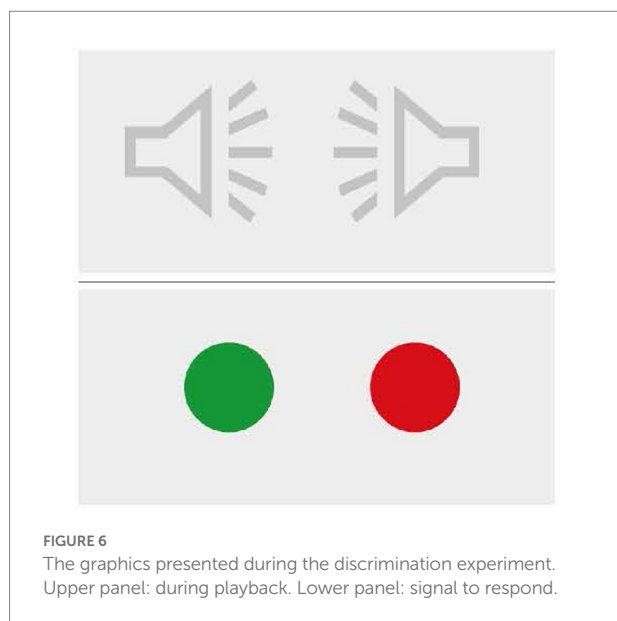 FIGURE 6
The graphics presented during the discrimination experiment.
Upper panel: during playback. Lower panel: signal to respond.